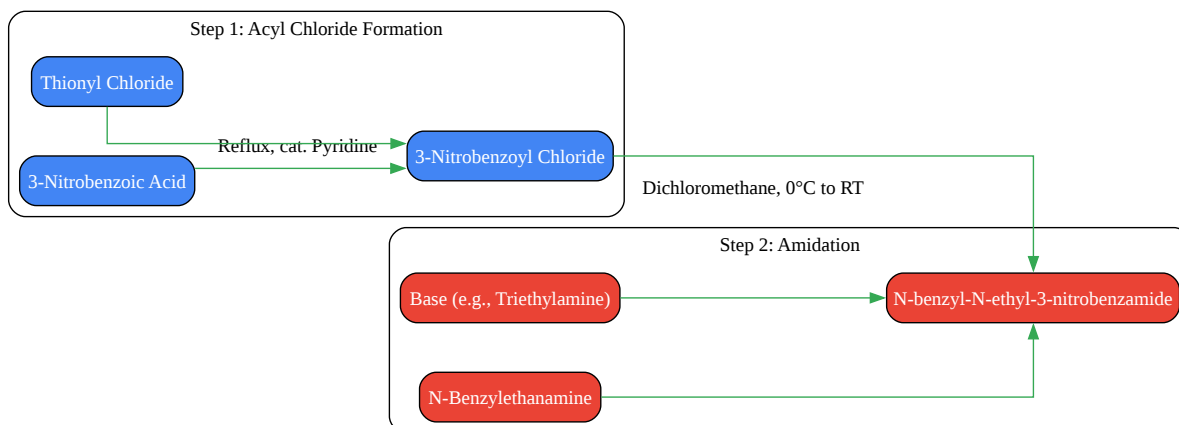 Step 1: Acyl Chloride Formation
Thionyl Chloride
Reflux, cat. Pyridine
3-Nitrobenzoyl Chloride
3-Nitrobenzoic Acid
Dichloromethane, 0°C to RT
Step 2: Amidation
Base (e.g., Triethylamine)
N-benzyl-N-ethyl-3-nitrobenzamide
N-Benzylethanamine